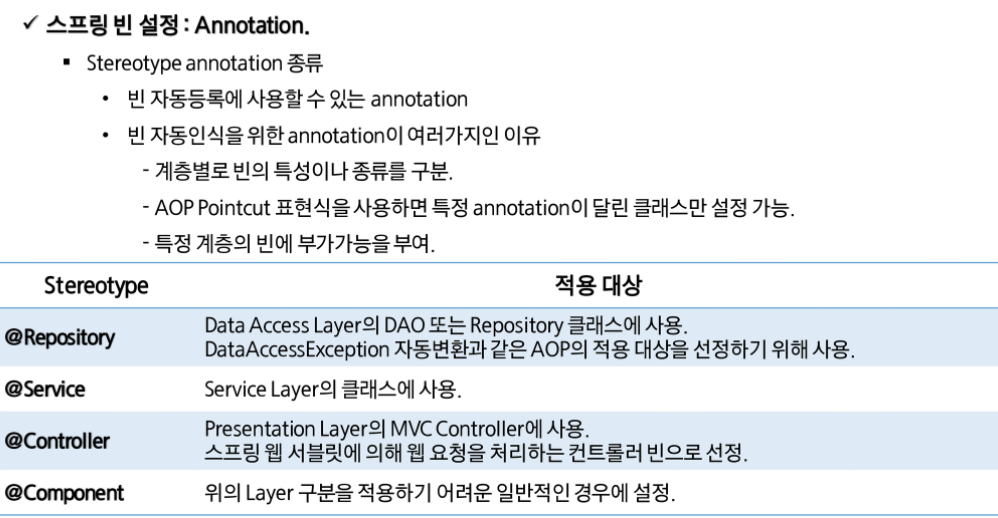 ✓ 스프링 빈 설정 : Annotation.
▪ Stereotype annotation 종류
• 빈 자동등록에 사용할 수 있는 annotation
• 빈 자동인식을 위한 annotation이 여러가지인 이유
- 계층별로 빈의 특성이나 종류를 구분.
- AOP Pointcut 표현식을 사용하면 특정 annotation이 달린 클래스만 설정 가능.
- 특정 계층의 빈에 부가가능을 부여.
Stereotype 적용 대상
@Repository Data Access Layer의 DAO 또는 Repository 클래스에 사용.
DataAccessException 자동변환과 같은 AOP의 적용 대상을 선정하기 위해 사용.
@Service Service Layer의 클래스에 사용.
@Controller Presentation Layer의 MVC Controller에 사용.
스프링 웹 서블릿에 의해 웹 요청을 처리하는 컨트롤러 빈으로 선정.
@Component 위의 Layer 구분을 적용하기 어려운 일반적인 경우에 설정.